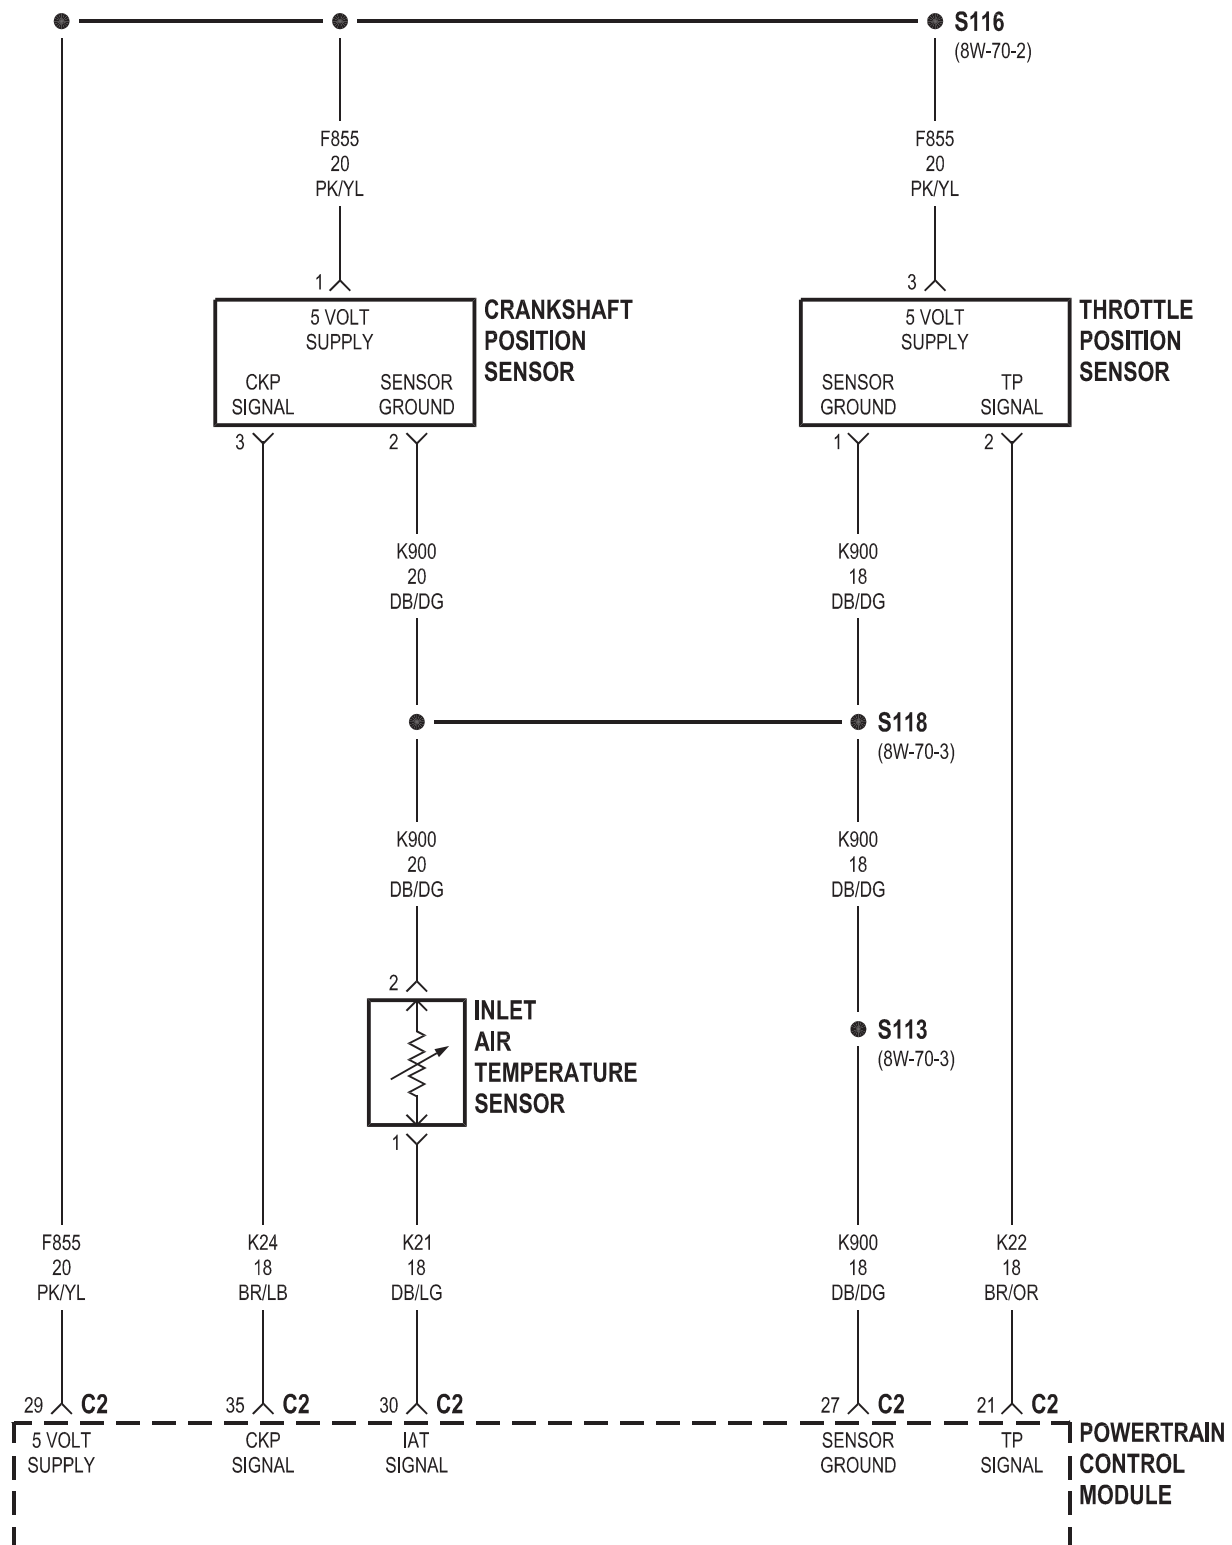 S116
(8W-70-2)
F855
20
PK/YL
F855
20
PK/YL
1
3
5 VOLT
SUPPLY
CKP
SIGNAL
SENSOR
GROUND
CRANKSHAFT
POSITION
SENSOR
5 VOLT
SUPPLY
SENSOR
GROUND
TP
SIGNAL
THROTTLE
POSITION
SENSOR
3
2
1
2
K900
20
DB/DG
K900
18
DB/DG
S118
(8W-70-3)
K900
20
DB/DG
K900
18
DB/DG
2
INLET
AIR
TEMPERATURE
SENSOR
1
S113
(8W-70-3)
F855
20
PK/YL
K24
18
BR/LB
K21
18
DB/LG
K900
18
DB/DG
K22
18
BR/OR
29 C2
35 C2
30 C2
27 C2
21 C2
5 VOLT
SUPPLY
CKP
SIGNAL
IAT
SIGNAL
SENSOR
GROUND
TP
SIGNAL
POWERTRAIN
CONTROL
MODULE